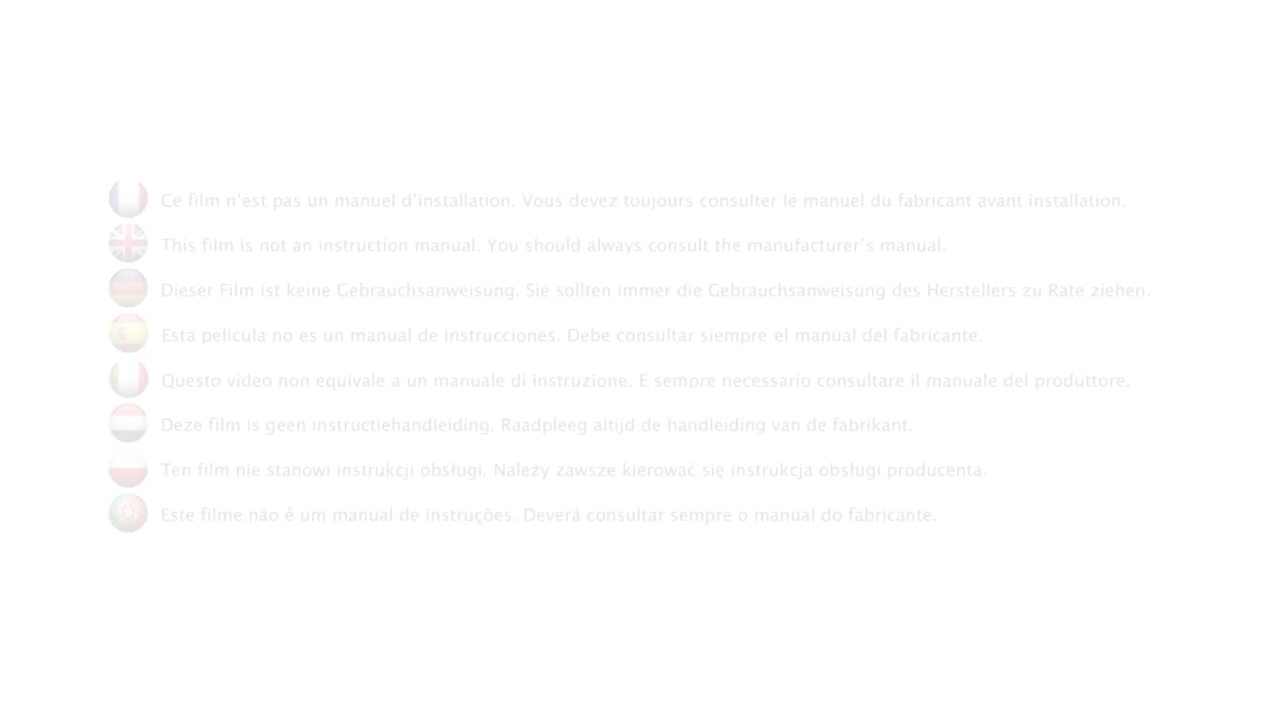 Ce film n'est pas un manuel d'installation. Vous devez toujours consulter le manuel du fabricant avant installation.
This film is not an instruction manual. You should always consult the manufacturer's manual.
Dieser Film ist keine Gebrauchsanweisung. Sie sollten immer die Gebrauchsanweisung des Herstellers zu Rate ziehen.
Esta pelicula no es un manual de instrucciones. Debe consultar siempre el manual del fabricante.
Questo video non equivale a un manuale di instruzione. E sempre necessario consultare il manuale del produttore.
Deze film is geen instructiehandleiding. Raadpleeg altijd de handleiding van de fabrikant.
Ten film nie stanowi instrukcji obsługi. Należy zawsze kierować się instrukcja obsługi producenta.
Este filme não é um manual de instruções. Deverá consultar sempre o manual do fabricante.